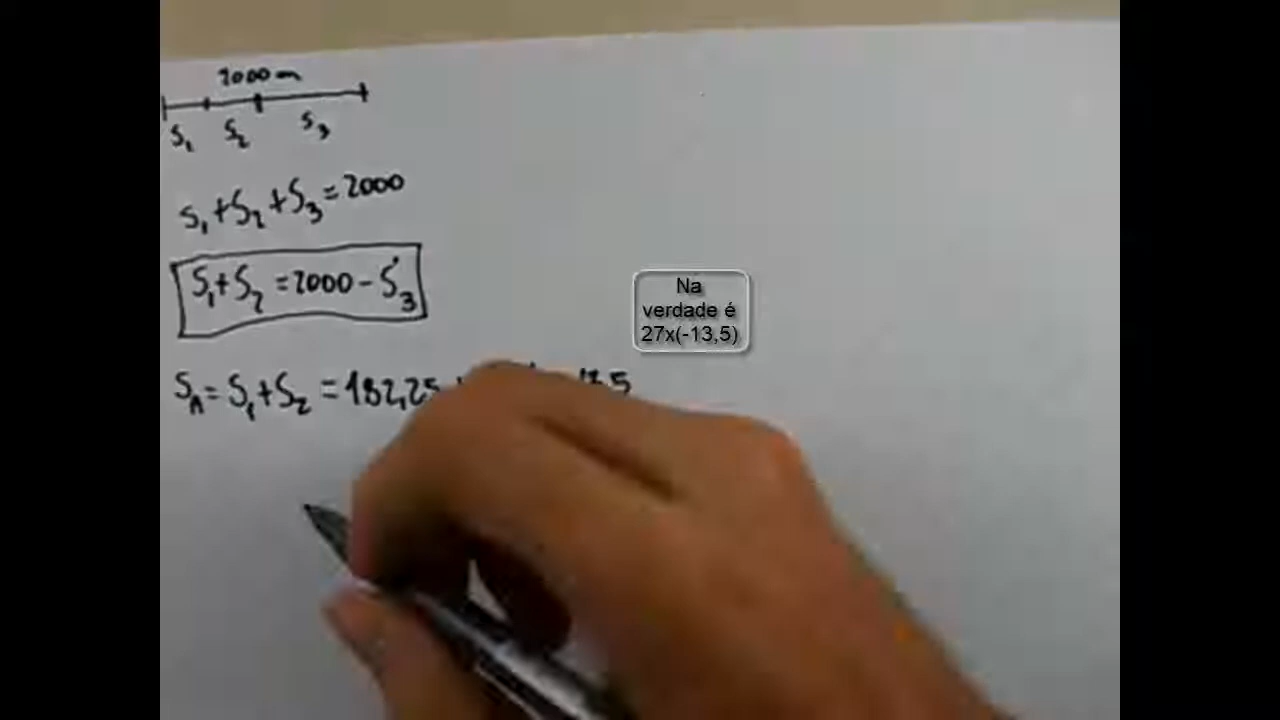 2000 m
S₁ S₂ S₃
S₁+S₂+S₃=2000
S₁+S₂=2000-S₃
Na
verdade é
27x(-13,5)
Sₙ=S₁+S₂=182,25